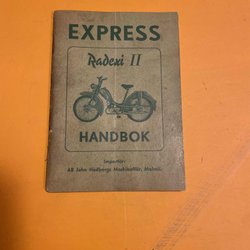 EXPRESS
Radexi II
HANDBOK
Importör:
AB John Wedbergs Maskinaffär, Malmö